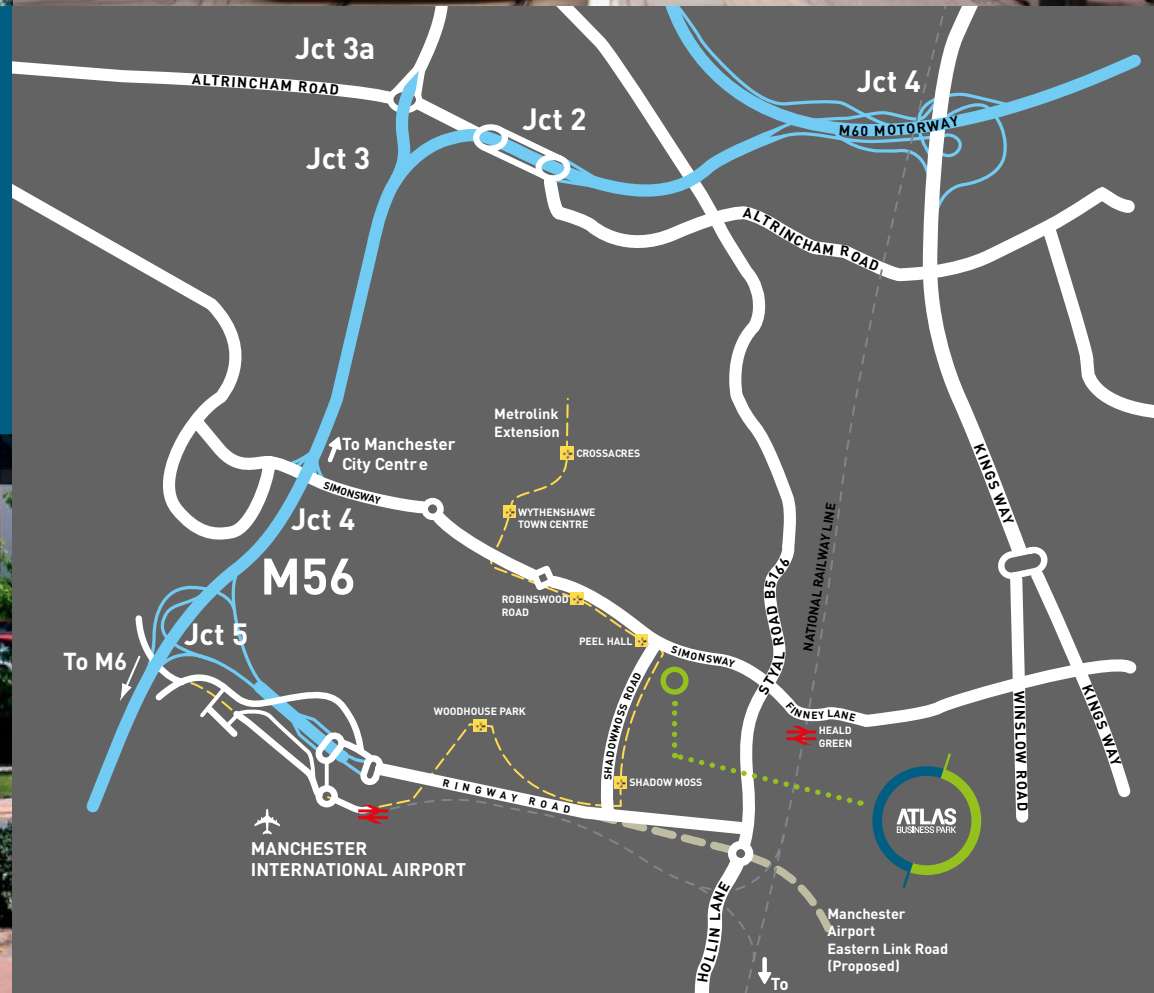 Jct 3a
ALTRINCHAM ROAD
Jct 2
Jct 4
M60 MOTORWAY
Jct 3
ALTRINCHAM ROAD
Metrolink
Extension
CROSSACRES
To Manchester
City Centre
SIMONSWAY
Jct 4
WYTHENSHAWE
TOWN CENTRE
KINGS WAY
NATIONAL RAILWAY LINE
M56
STYAL ROAD B5166
ROBINSWOOD
ROAD
Jct 5
PEEL HALL
SIMONSWAY
To M6
SHADOWMOSS ROAD
WOODHOUSE PARK
FINNEY LANE
HEALD
GREEN
WINSLOW ROAD
KINGS WAY
RINGWAY ROAD
SHADOW MOSS
ATLAS
BUSINESS PARK
MANCHESTER
INTERNATIONAL AIRPORT
HOLLIN LANE
Manchester
Airport
Eastern Link Road
(Proposed)
To